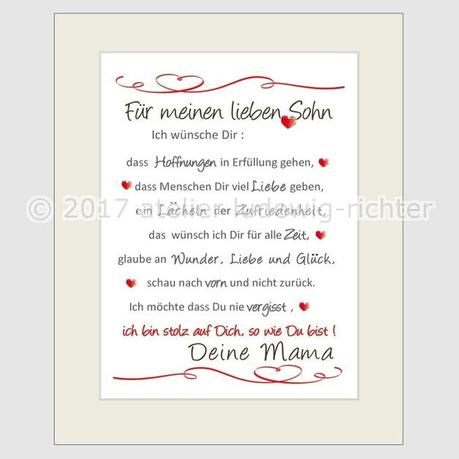 Für meinen lieben Sohn
Ich wünsche Dir :
dass Hoffnungen in Erfüllung gehen,
dass Menschen Dir viel Liebe geben,
© 2017 atelier-helowig-richter
ein Lächeln der Zufriedenheit,
das wünsch ich Dir für alle Zeit,
glaube an Wunder, Liebe und Glück,
schau nach vorn und nicht zurück.
Ich möchte dass Du nie vergisst ,
ich bin stolz auf Dich, so wie Du bist !
Deine Mama